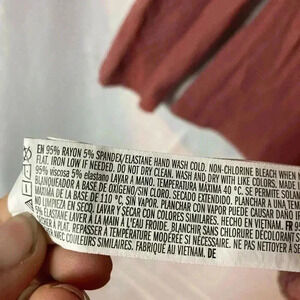 EN 95% RAYON 5% SPANDEX/ELASTANE HAND WASH COLD. NON-CHLORINE BLEACH WHEN
FLAT. IRON LOW IF NEEDED. DO NOT DRY CLEAN. WASH AND DRY WITH LIKE COLORS. MADE
95% viscosa 5% elastano LAVAR A MANO. TEMPERATURA MÁXIMA 40 °C. SE PERMITE
BLANQUEADOR A BASE DE OXÍGENO/SIN CLORO. SECADO EXTENDIDO. PLANCHAR A UNA TEMPE
BASE DE 110 °C, SIN VAPOR. PLANCHAR CON VAPOR PUEDE CAUSAR DAÑO
LIMPIEZA EN SECO. LAVAR Y SECAR CON COLORES SIMILARES. HECHO EN VIETNAM. FR 95%
ÉLASTANE LAVER À LA MAIN À L'EAU FROIDE. BLANCHIR SANS CHLORURE DÉCOLORANT S
À PLAT. REPASSER À TEMPÉRATURE MODÉRÉE SI NÉCESSAIRE. NE PAS NETTOYER À SE
COULEURS SIMILAIRES. FABRIQUÉ AU VIETNAM. DE